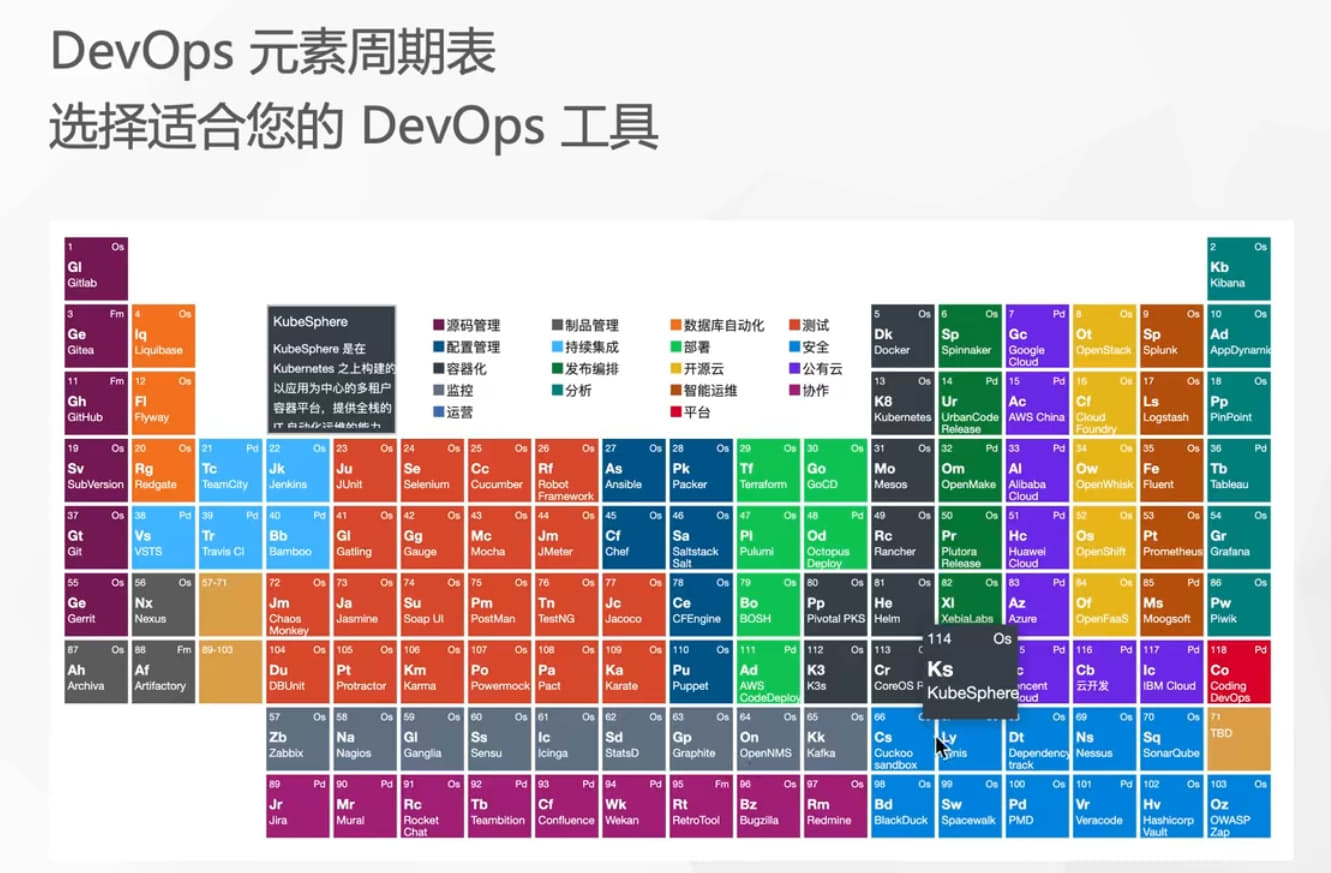 DevOps 元素周期表
选择适合您的 DevOps 工具
1 Os
Gl
Gitlab
2 Os
Kb
Kibana
3 Fm
Ge
Gitea
4 Os
Iq
Liquibase
KubeSphere
KubeSphere 是在
Kubernetes 之上构建的
以应用为中心的多租户
容器平台，提供全栈的
IT 自动化运维的能力
源码管理 制品管理 数据库自动化 测试
配置管理 持续集成 部署 安全
容器化 发布编排 开源云 公有云
监控 分析 智能运维 协作
运营 平台
5 Os
Dk
Docker
6 Os
Sp
Spinnaker
7 Pd
Gc
Google
Cloud
8 Os
Ot
OpenStack
9 Os
Sp
Splunk
10 Os
Ad
AppDynamic
11 Fm
Gh
GitHub
12 Os
Fl
Flyway
13 Os
K8
Kubernetes
14 Pd
Ur
UrbanCode
Release
15 Pd
Ac
AWS China
16 Os
Cf
Cloud
Foundry
17 Os
Ls
Logstash
18 Os
Pp
PinPoint
19 Os
Sv
SubVersion
20 Os
Rg
Redgate
21 Pd
Tc
TeamCity
22 Os
Jk
Jenkins
23 Os
Ju
JUnit
24 Os
Se
Selenium
25 Os
Cc
Cucumber
26 Os
Rf
Robot
Framework
27 Os
As
Ansible
28 Os
Pk
Packer
29 Os
Tf
Terraform
30 Os
Go
GoCD
31 Os
Mo
Mesos
32 Pd
Om
OpenMake
33 Pd
Al
Alibaba
Cloud
34 Os
Ow
OpenWhisk
35 Os
Fe
Fluent
36 Pd
Tb
Tableau
37 Os
Gt
Git
38 Pd
Vs
VSTS
39 Pd
Tr
Travis CI
40 Pd
Bb
Bamboo
41 Os
Gl
Gatling
42 Os
Gg
Gauge
43 Os
Mc
Mocha
44 Os
Jm
JMeter
45 Os
Cf
Chef
46 Os
Sa
Saltstack
Salt
47 Os
Pl
Pulumi
48 Pd
Od
Octopus
Deploy
49 Os
Rc
Rancher
50 Os
Pr
Plutora
Release
51 Pd
Hc
Huawei
Cloud
52 Os
Os
OpenShift
53 Os
Pt
Prometheus
54 Os
Gr
Grafana
55 Os
Ge
Gerrit
56 Os
Nx
Nexus
57-71
72 Os
Jm
Chaos
Monkey
73 Os
Ja
Jasmine
74 Os
Su
Soap UI
75 Os
Pm
PostMan
76 Os
Tn
TestNG
77 Os
Jc
Jacoco
78 Os
Ce
CFEngine
79 Os
Bo
BOSH
80 Os
Pp
Pivotal PKS
81 Os
He
Helm
82 Os
Xl
XebiaLabs
83 Pd
Az
Azure
84 Os
Of
OpenFaaS
85 Pd
Ms
Moogsoft
86 Os
Pw
Piwik
87 Os
Ah
Archiva
88 Fm
Af
Artifactory
89-103
104 Os
Du
DBUnit
105 Os
Pt
Protractor
106 Os
Km
Karma
107 Os
Po
Powermock
108 Os
Pa
Pact
109 Os
Ka
Karate
110 Os
Pu
Puppet
111 Pd
Ad
AWS
CodeDeploy
112 Os
K3
K3s
113
Cr
CoreOS
114 Os
Ks
KubeSphere
Pd
116 Pd
Cb
云开发
117 Pd
Ic
IBM Cloud
118 Pd
Co
Coding
DevOps
57 Os
Zb
Zabbix
58 Os
Na
Nagios
59 Os
Gl
Ganglia
60 Os
Ss
Sensu
61 Os
Ic
Icinga
62 Os
Sd
StatsD
63 Os
Gp
Graphite
64 Os
On
OpenNMS
65 Os
Kk
Kafka
66 Os
Cs
Cuckoo
sandbox
Ly
Dt
Dependency
track
69 Os
Ns
Nessus
70 Os
Sq
SonarQube
71
TBD
89 Pd
Jr
Jira
90 Pd
Mr
Mural
91 Os
Rc
Rocket
Chat
92 Pd
Tb
Teambition
93 Pd
Cf
Confluence
94 Pd
Wk
Wekan
95 Fm
Rt
RetroTool
96 Os
Bz
Bugzilla
97 Os
Rm
Redmine
98 Os
Bd
BlackDuck
99 Os
Sw
Spacewalk
100 Os
Pd
PMD
101 Pd
Vr
Veracode
102 Os
Hv
Hashicorp
Vault
103 Os
Oz
OWASP
Zap